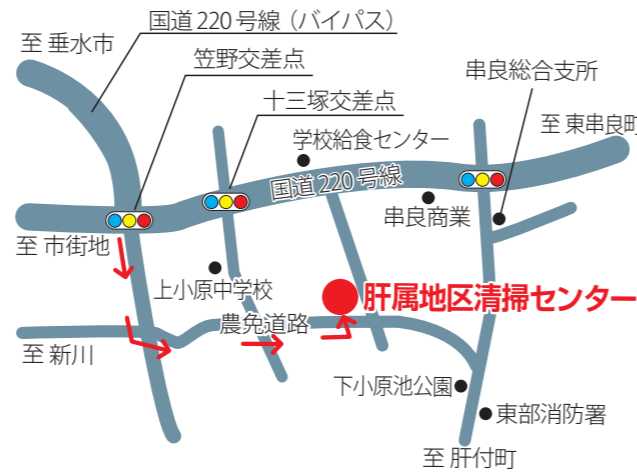 国道220号線（バイパス）
至 垂水市
笠野交差点
串良総合支所
十三塚交差点
至 東串良町
学校給食センター
国道220号線
串良商業
至 市街地
上小原中学校
肝属地区清掃センター
農免道路
至 新川
下小原池公園
東部消防署
至 肝付町